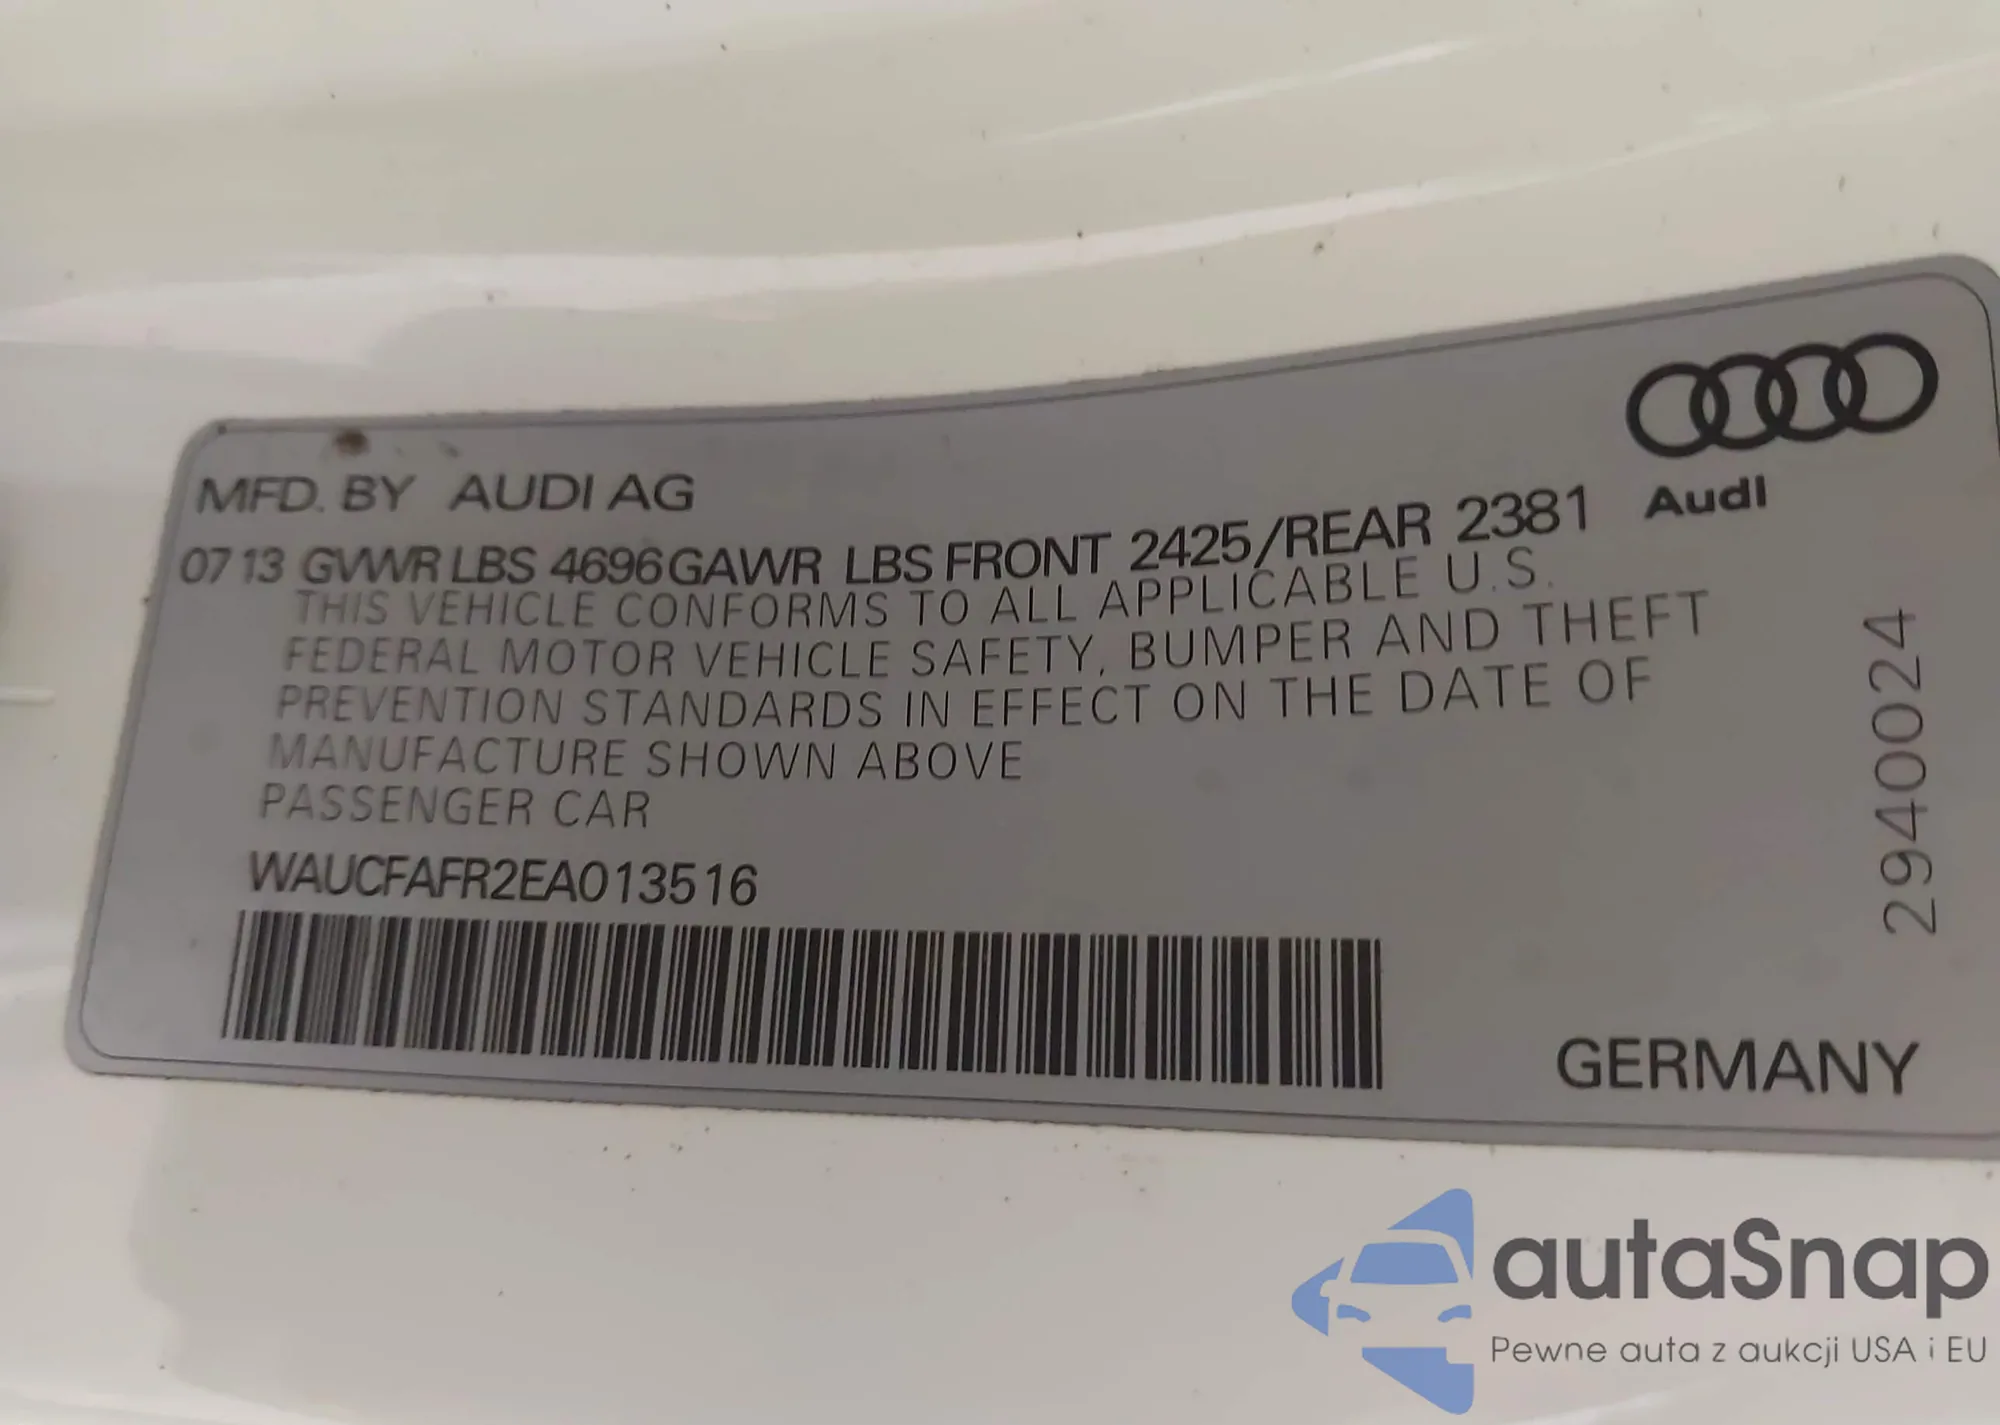 MFD. BY AUDI AG
Audi
07 13 GVWR LBS 4696 GAWR LBS FRONT 2425/REAR 2381
THIS VEHICLE CONFORMS TO ALL APPLICABLE U.S.
FEDERAL MOTOR VEHICLE SAFETY, BUMPER AND THEFT
PREVENTION STANDARDS IN EFFECT ON THE DATE OF
MANUFACTURE SHOWN ABOVE
PASSENGER CAR
WAUCFAFR2EA013516
2940024
GERMANY
autaSnap
Pewne auta z aukcji USA i EU